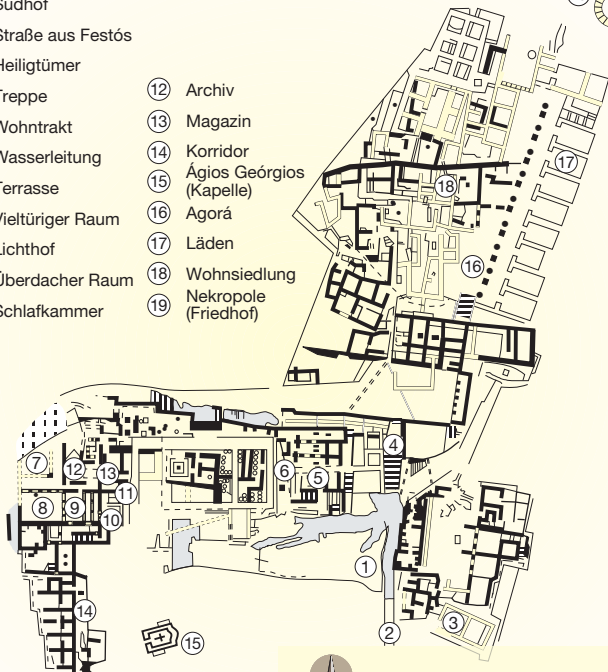 Südhof
Straße aus Festós
Heiligtümer
Treppe
Wohntrakt
Wasserleitung
Terrasse
Vieltüriger Raum
Lichthof
Überdacher Raum
Schlafkammer
12 Archiv
13 Magazin
14 Korridor
15 Ágios Geórgios
(Kapelle)
16 Agorá
17 Läden
18 Wohnsiedlung
19 Nekropole
(Friedhof)
17
18
16
4
7
12
13
6
5
11
8
9
10
1
14
3
2
15